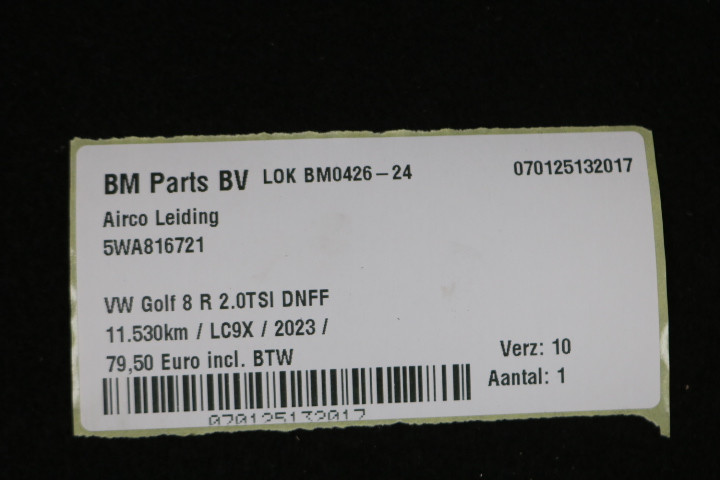 BM Parts BV LOK BM0426-24 070125132017
Airco Leiding
5WA816721
VW Golf 8 R 2.0TSI DNFF
11.530km / LC9X / 2023 /
79,50 Euro incl. BTW
Verz: 10
Aantal: 1
070125132017